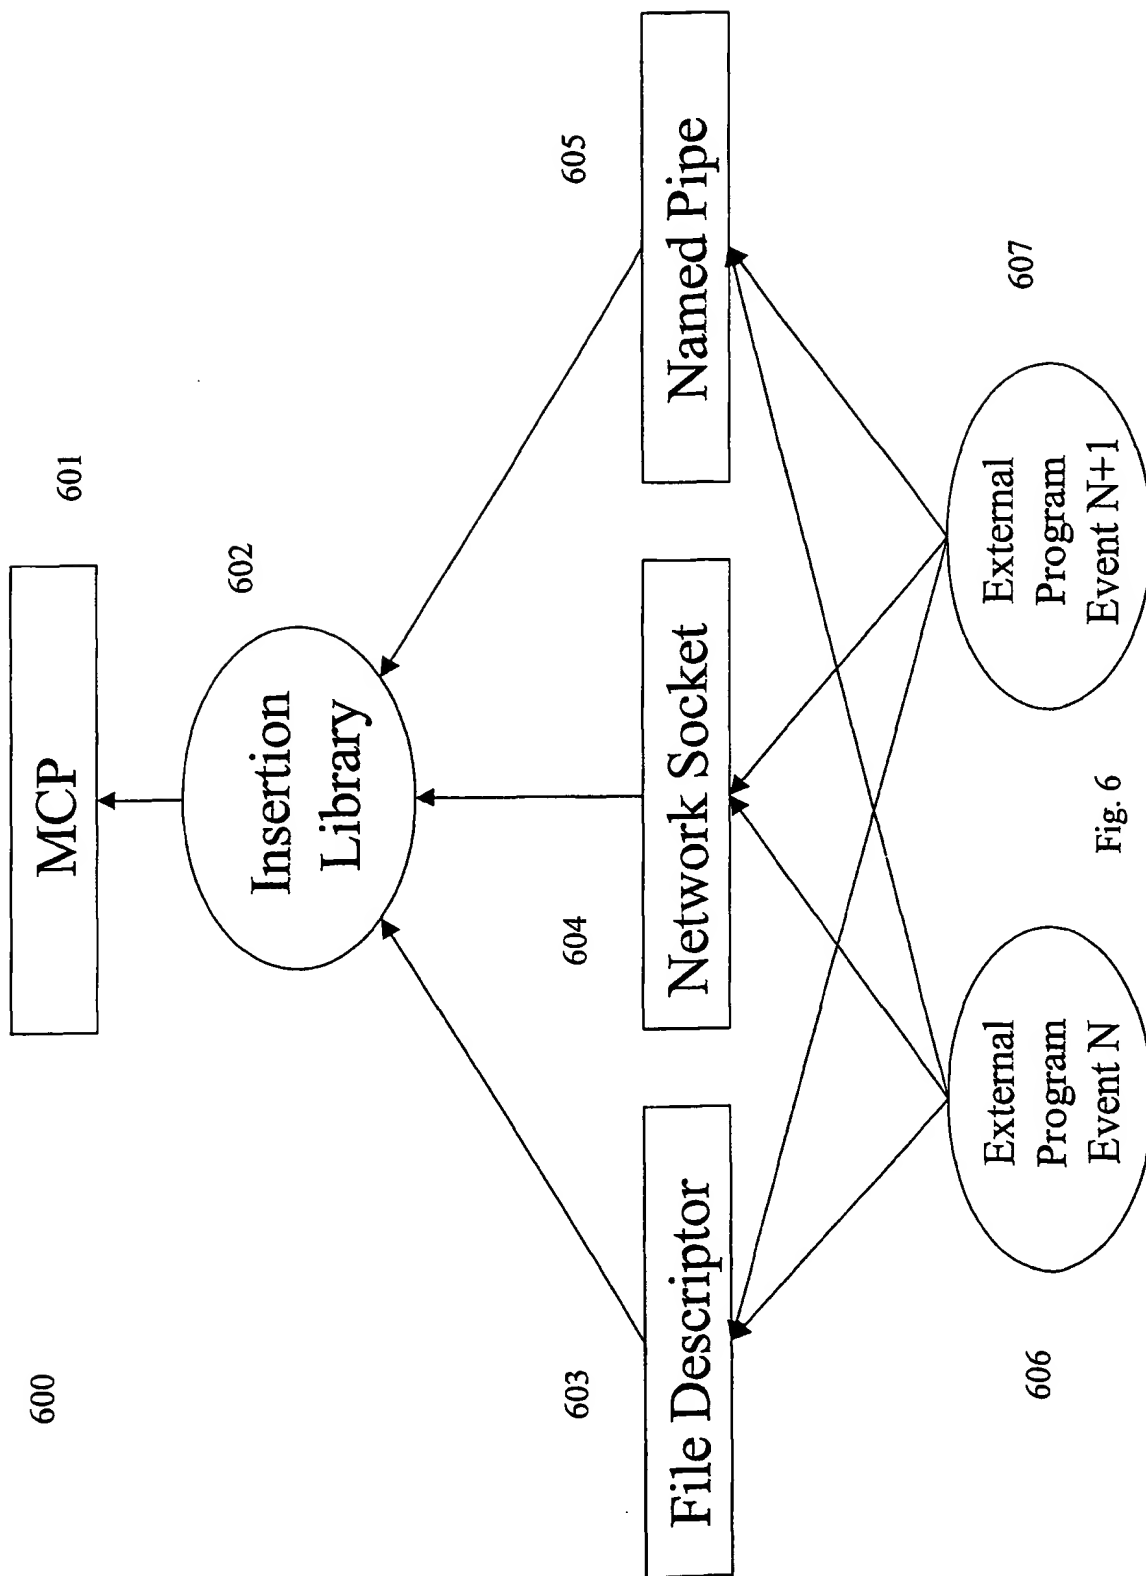 600
MCP
601
Insertion
Library
602
603
File Descriptor
604
Network Socket
605
Named Pipe
606
External
Program
Event N
External
Program
Event N+1
607
Fig. 6